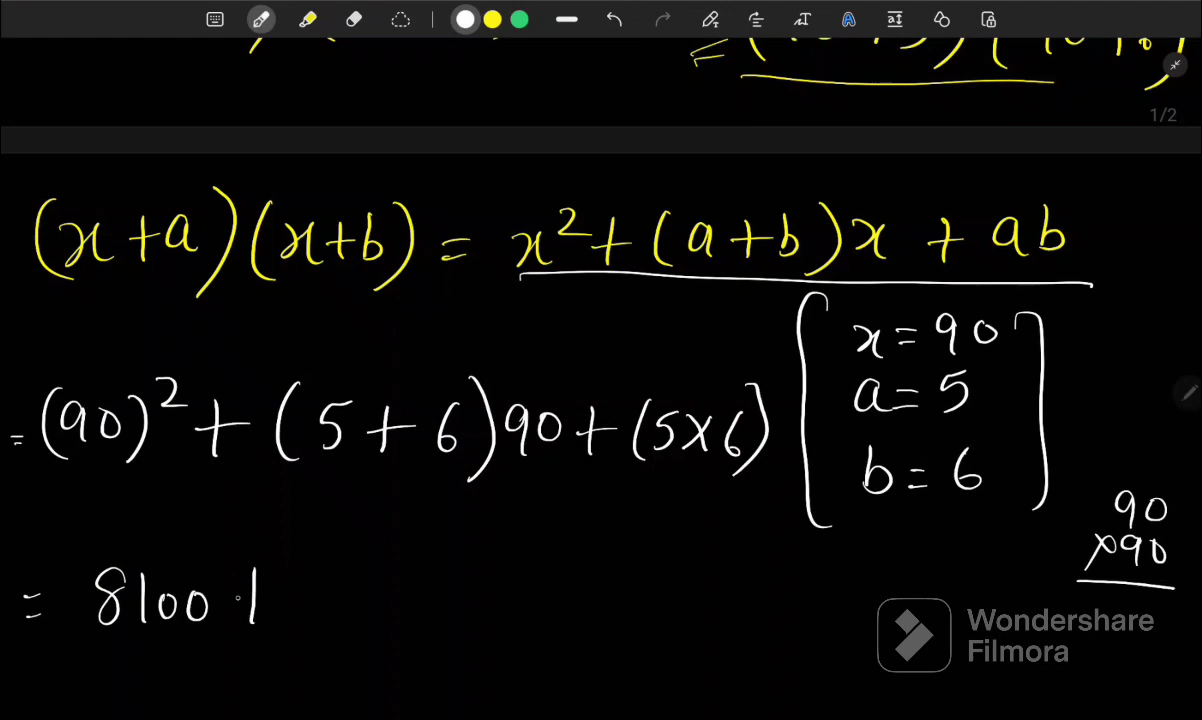 1/2
(x+a)(x+b) = x²+(a+b)x + ab
x=90
a=5
b=6
=(90)²+(5+6)90+(5×6)
90
×90
= 8100
Wondershare
Filmora